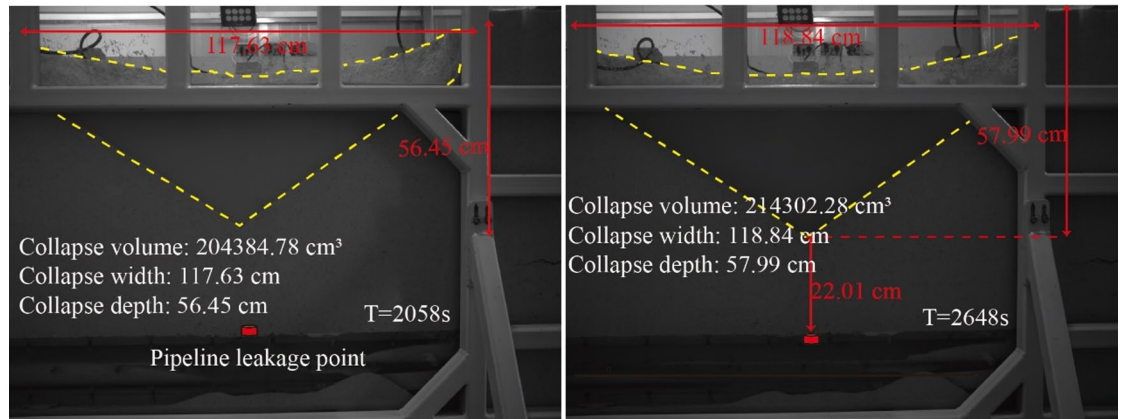 117.63 cm
56.45 cm
Collapse volume: 204384.78 cm³
Collapse width: 117.63 cm
Collapse depth: 56.45 cm
T=2058s
Pipeline leakage point
118.84 cm
57.99 cm
Collapse volume: 214302.28 cm³
Collapse width: 118.84 cm
Collapse depth: 57.99 cm
22.01 cm
T=2648s